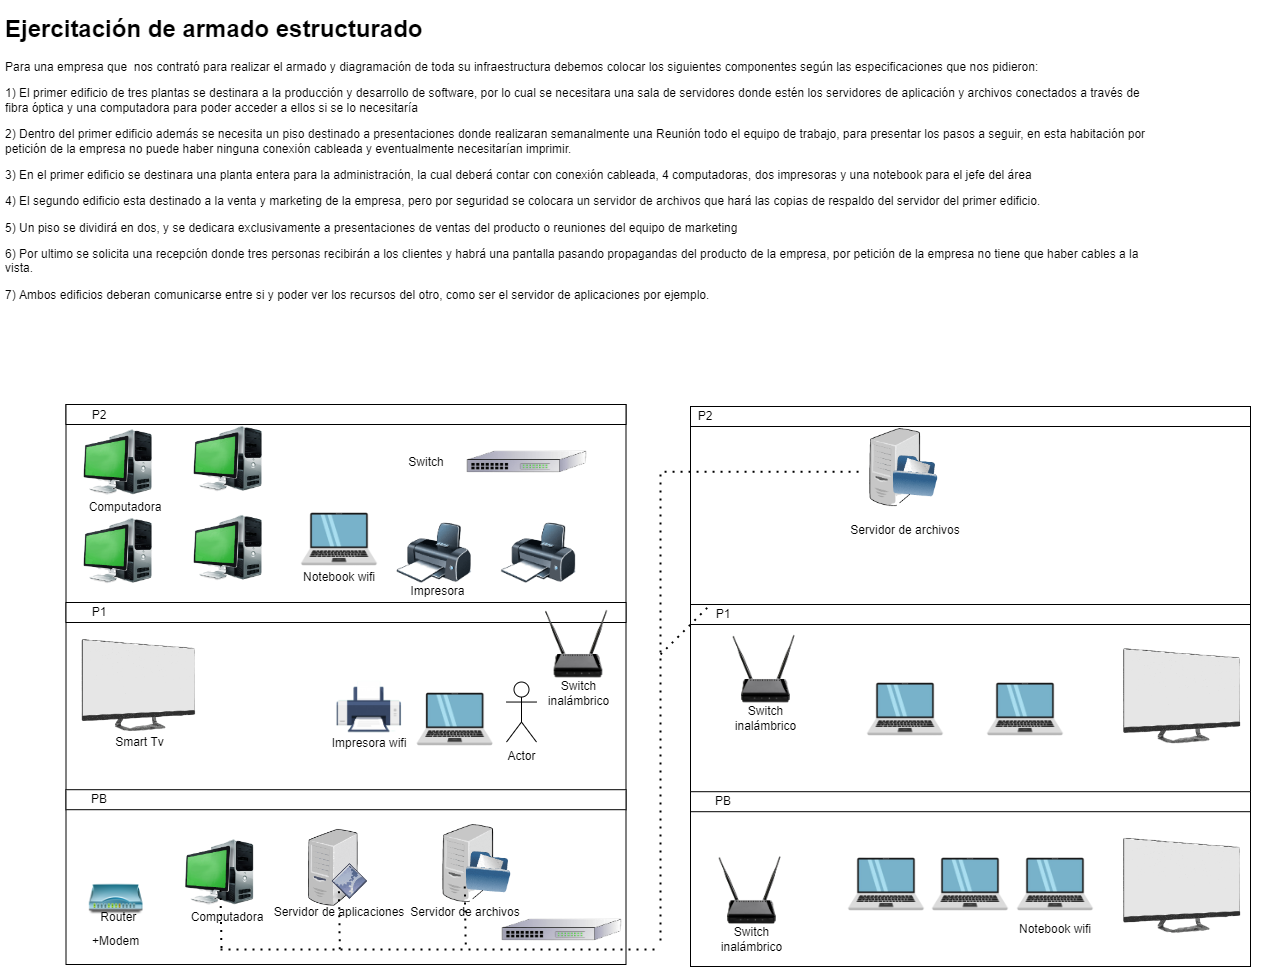 Ejercitación de armado estructurado
Para una empresa que  nos contrató para realizar el armado y diagramación de toda su infraestructura debemos colocar los siguientes componentes según las especificaciones que nos pidieron:
1) El primer edificio de tres plantas se destinara a la producción y desarrollo de software, por lo cual se necesitara una sala de servidores donde estén los servidores de aplicación y archivos conectados a través de
fibra óptica y una computadora para poder acceder a ellos si se lo necesitaría
2) Dentro del primer edificio además se necesita un piso destinado a presentaciones donde realizaran semanalmente una Reunión todo el equipo de trabajo, para presentar los pasos a seguir, en esta habitación por
petición de la empresa no puede haber ninguna conexión cableada y eventualmente necesitarían imprimir.
3) En el primer edificio se destinara una planta entera para la administración, la cual deberá contar con conexión cableada, 4 computadoras, dos impresoras y una notebook para el jefe del área
4) El segundo edificio esta destinado a la venta y marketing de la empresa, pero por seguridad se colocara un servidor de archivos que hará las copias de respaldo del servidor del primer edificio.
5) Un piso se dividirá en dos, y se dedicara exclusivamente a presentaciones de ventas del producto o reuniones del equipo de marketing
6) Por ultimo se solicita una recepción donde tres personas recibirán a los clientes y habrá una pantalla pasando propagandas del producto de la empresa, por petición de la empresa no tiene que haber cables a la
vista.
7) Ambos edificios deberan comunicarse entre si y poder ver los recursos del otro, como ser el servidor de aplicaciones por ejemplo.
P2
Switch
Computadora
Notebook wifi
Impresora
P1
Switch
inalámbrico
Smart Tv
Impresora wifi
Actor
PB
Router
+Modem
Computadora
Servidor de aplicaciones
Servidor de archivos
P2
Servidor de archivos
P1
Switch
inalámbrico
PB
Switch
inalámbrico
Notebook wifi